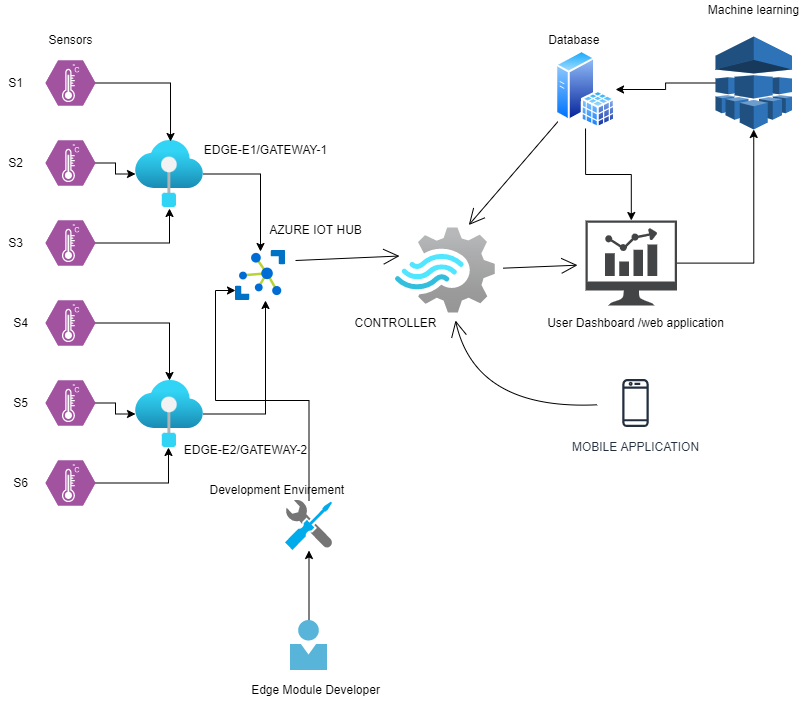 Machine learning
Sensors
Database
S1
EDGE-E1/GATEWAY-1
S2
S3
AZURE IOT HUB
S4
CONTROLLER
User Dashboard /web application
S5
EDGE-E2/GATEWAY-2
MOBILE APPLICATION
S6
Development Envirement
Edge Module Developer